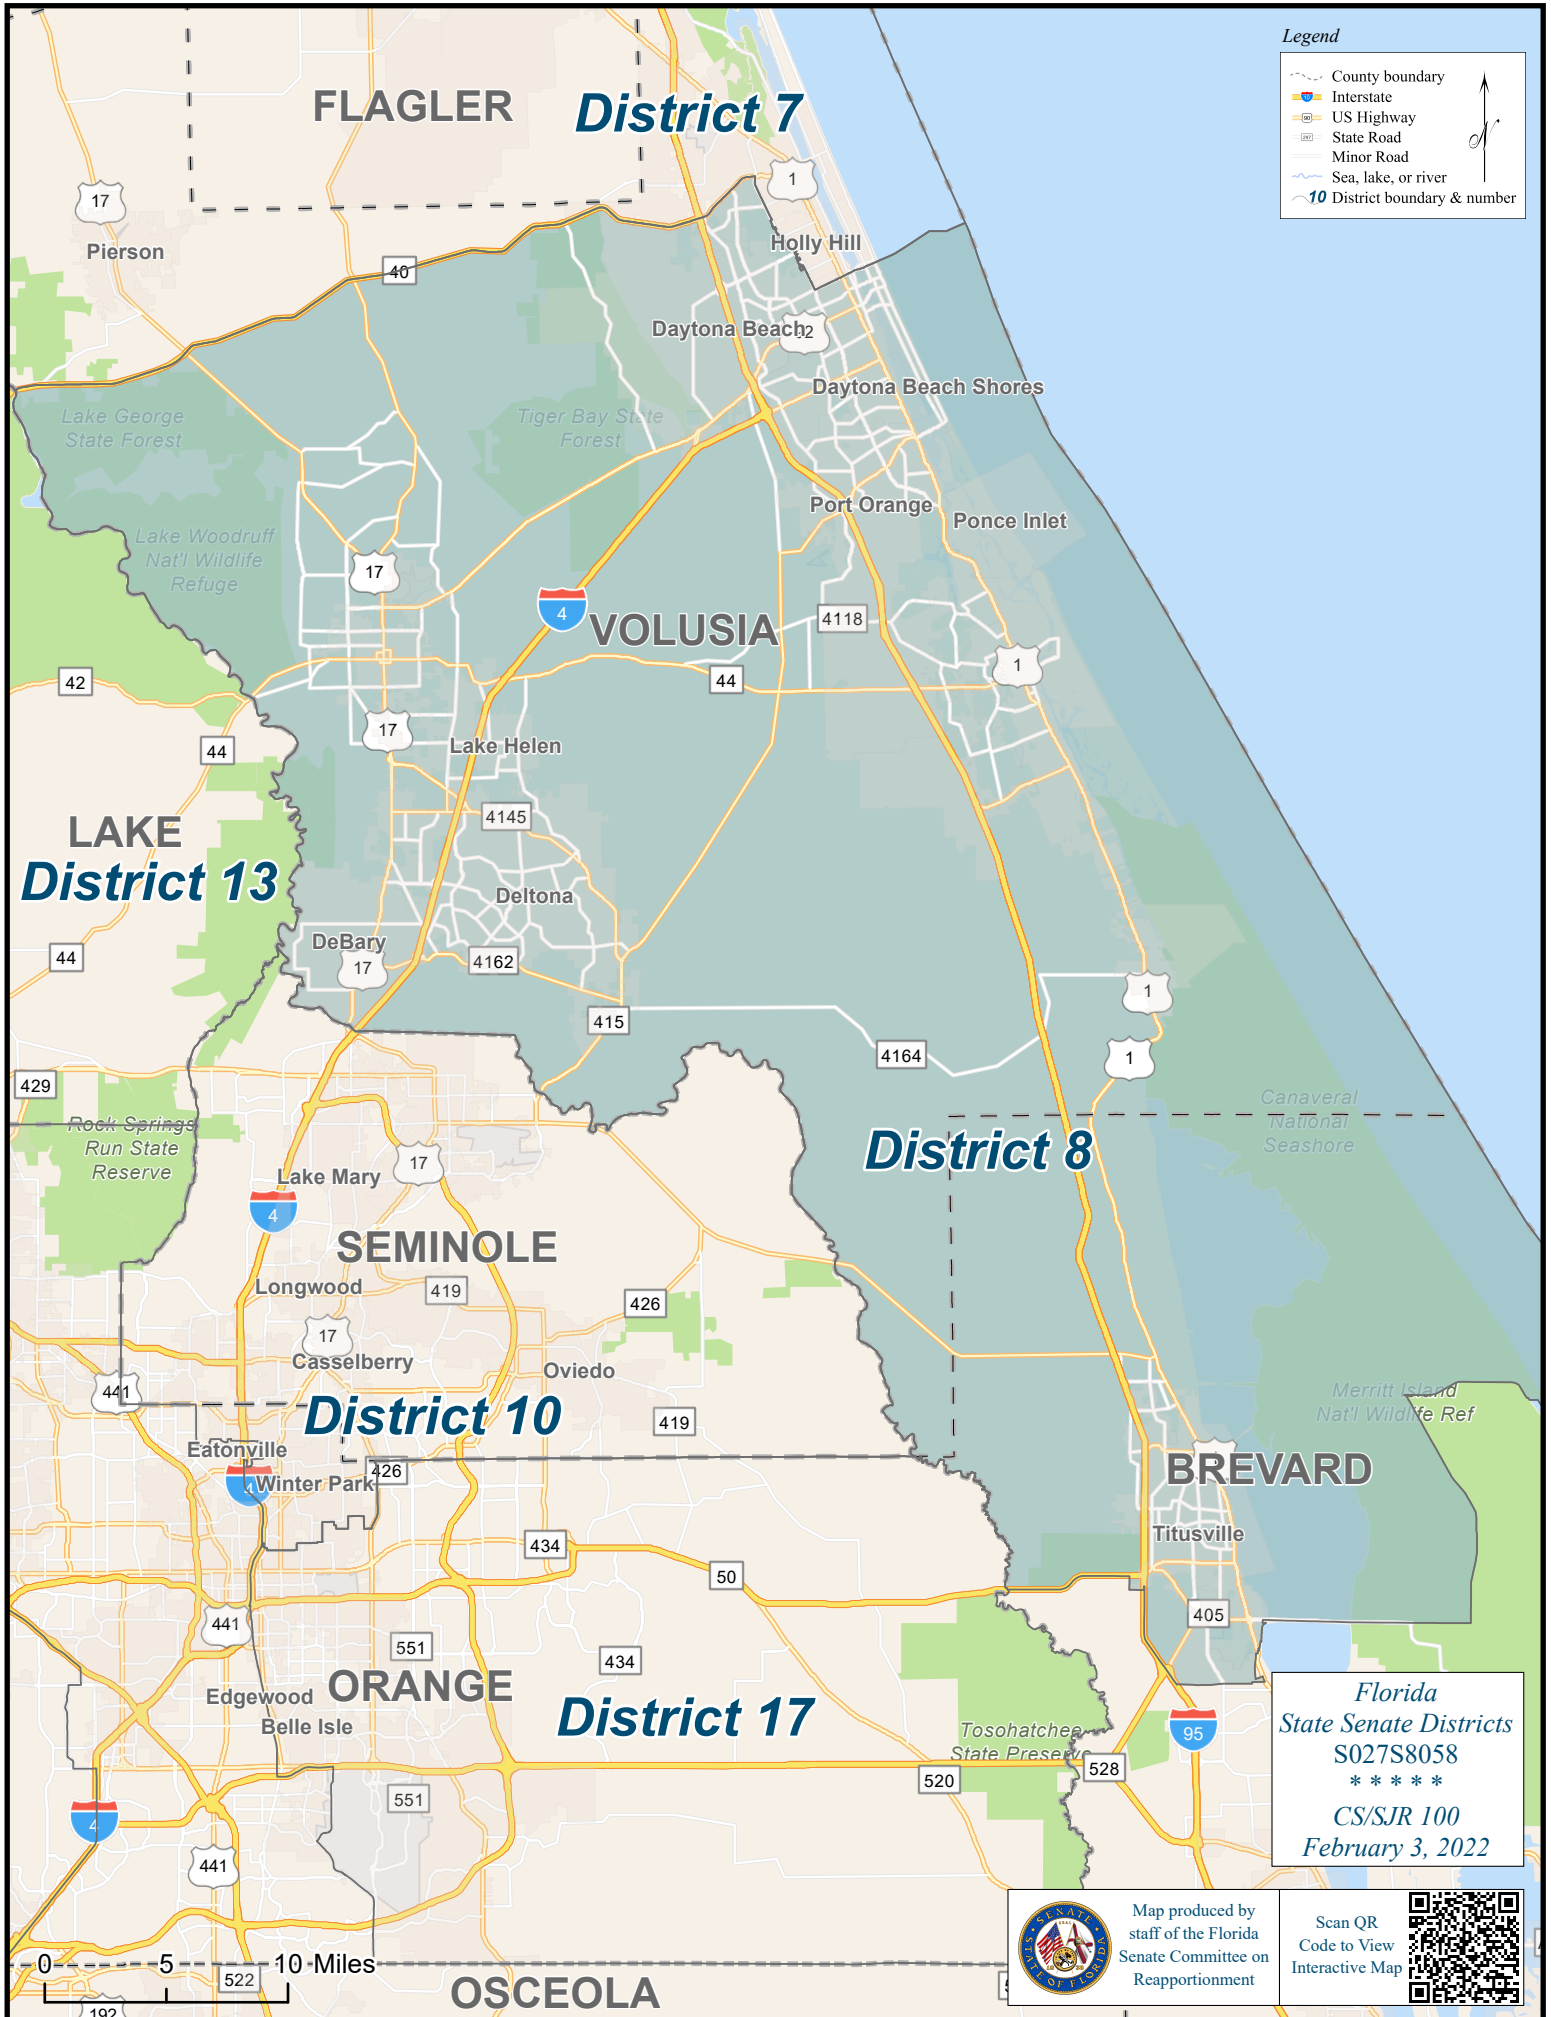 Legend
County boundary
Interstate
US Highway
State Road
Minor Road
Sea, lake, or river
10 District boundary & number
N
FLAGLER
District 7
17
1
Pierson
Holly Hill
40
Daytona Beach
Daytona Beach Shores
Lake George
State Forest
Tiger Bay State
Forest
Port Orange
Ponce Inlet
Lake Woodruff
Nat'l Wildlife
Refuge
17
4
VOLUSIA
4118
1
42
44
44
17
Lake Helen
LAKE
4145
District 13
Deltona
DeBary
17
44
4162
1
415
4164
1
429
Canaveral
National
Seashore
Rock Springs
Run State
Reserve
District 8
17
Lake Mary
4
SEMINOLE
Longwood
419
426
17
Casselberry
Oviedo
441
Merritt Island
Nat'l Wildlife Ref
District 10
419
Eatonville
426
Winter Park
BREVARD
Titusville
434
50
405
441
551
434
ORANGE
Edgewood
Belle Isle
District 17
Tosohatchee
State Preserve
95
528
520
551
4
441
Florida
State Senate Districts
S027S8058
* * * * *
CS/SJR 100
February 3, 2022
Map produced by
staff of the Florida
Senate Committee on
Reapportionment
Scan QR
Code to View
Interactive Map
SENATE
STATE OF FLORIDA
0 5 10 Miles
522
OSCEOLA
192